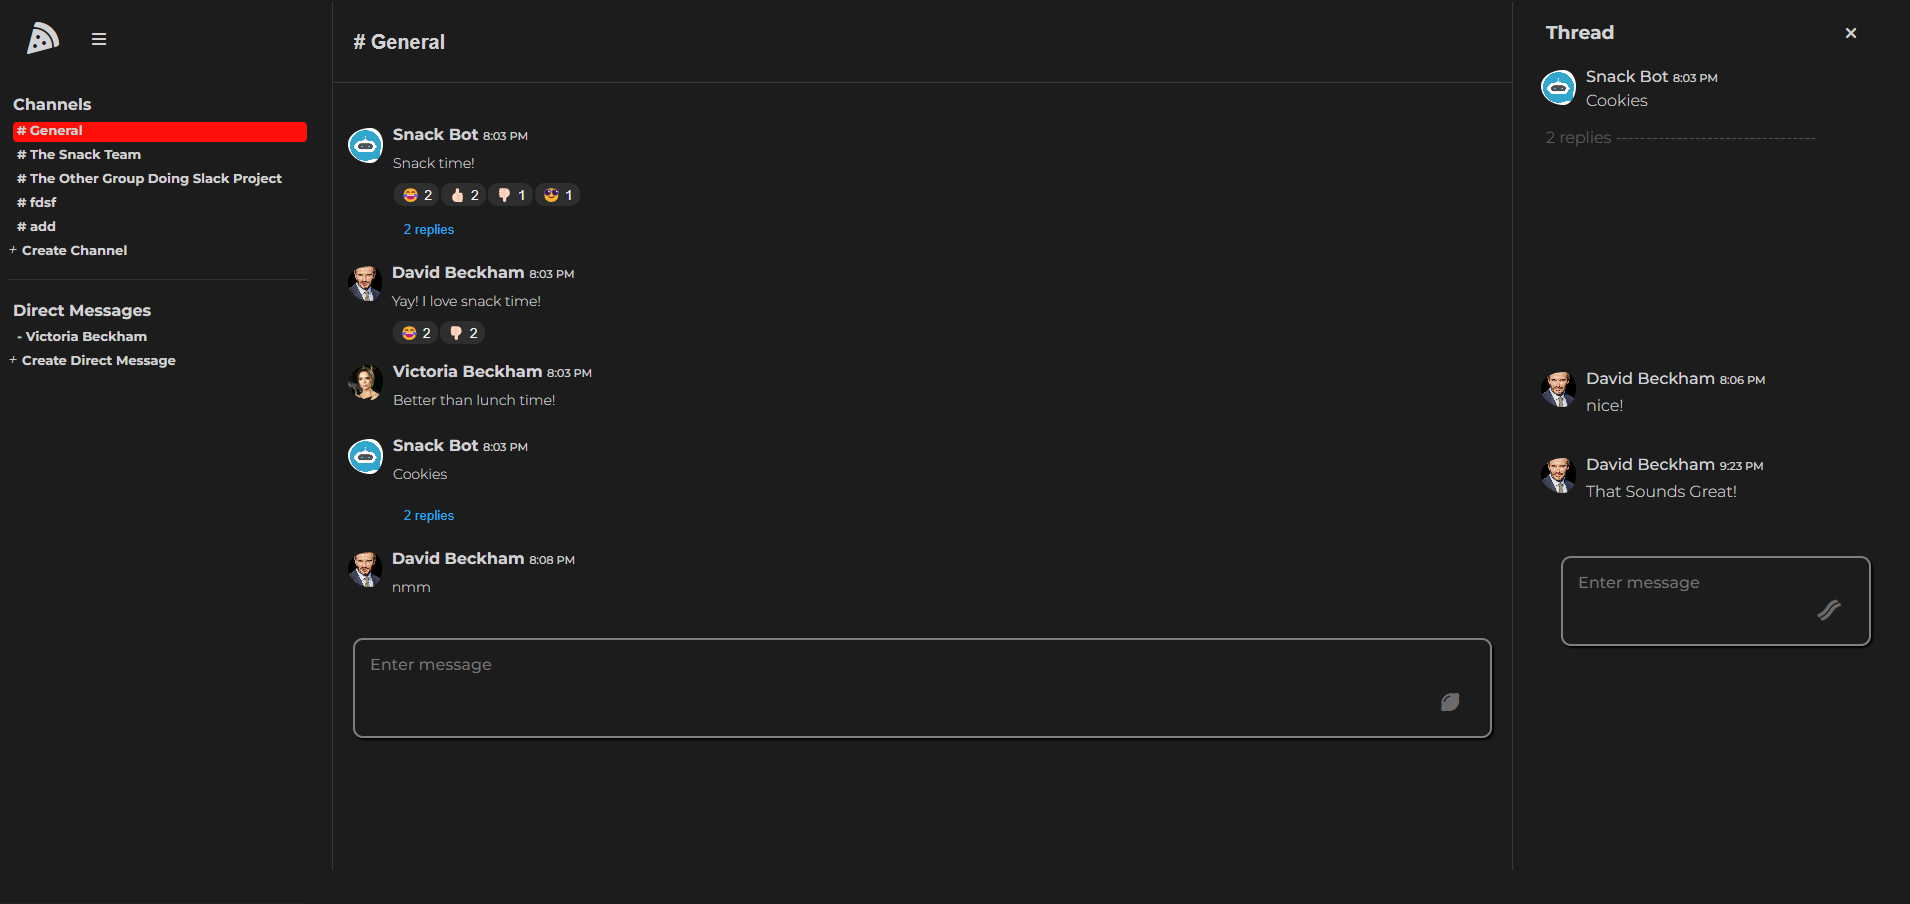 Channels
# General
# The Snack Team
# The Other Group Doing Slack Project
# fdsf
# add
+ Create Channel
Direct Messages
- Victoria Beckham
+ Create Direct Message
# General
Snack Bot 8:03 PM
Snack time!
2 2 1 1
2 replies
David Beckham 8:03 PM
Yay! I love snack time!
2 2
Victoria Beckham 8:03 PM
Better than lunch time!
Snack Bot 8:03 PM
Cookies
2 replies
David Beckham 8:08 PM
nmm
Enter message
Thread
Snack Bot 8:03 PM
Cookies
2 replies --------------------------------
David Beckham 8:06 PM
nice!
David Beckham 9:23 PM
That Sounds Great!
Enter message